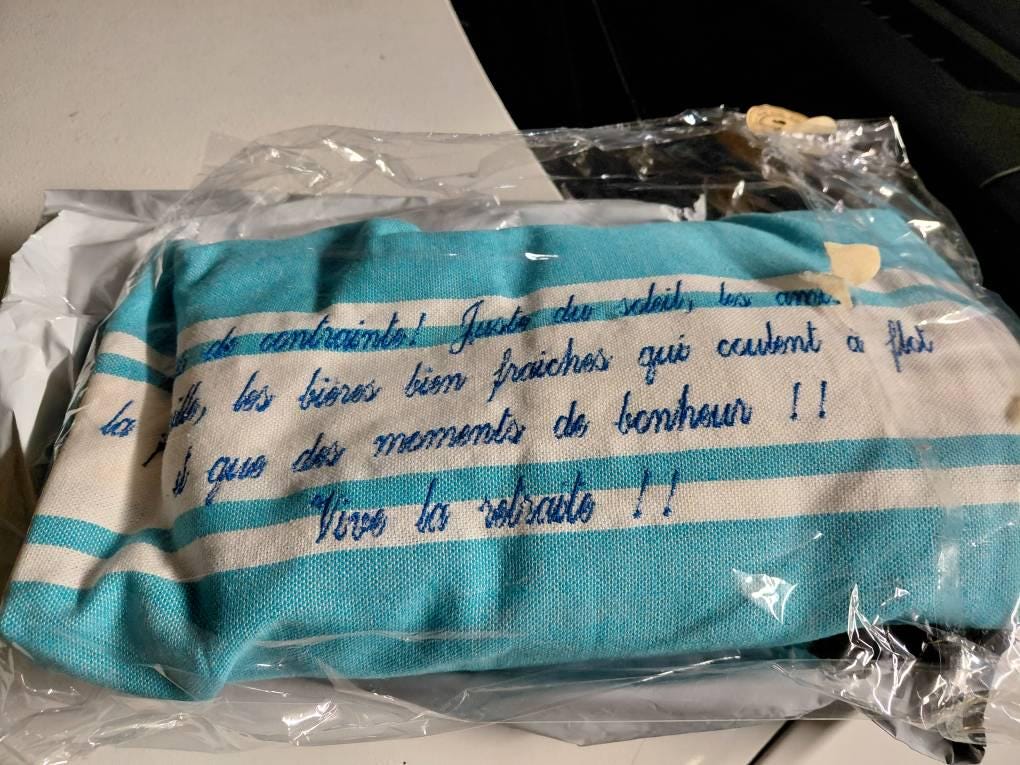 de contrainte! Juste du soleil, les
la les bières bien fraiches qui coulent à flot
que des moments de bonheur !!
Vive la retraite !!